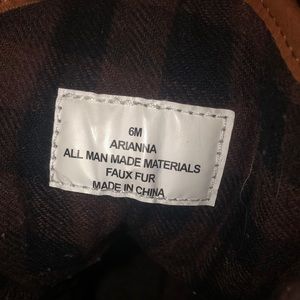 6M
ARIANNA
ALL MAN MADE MATERIALS
FAUX FUR
MADE IN CHINA